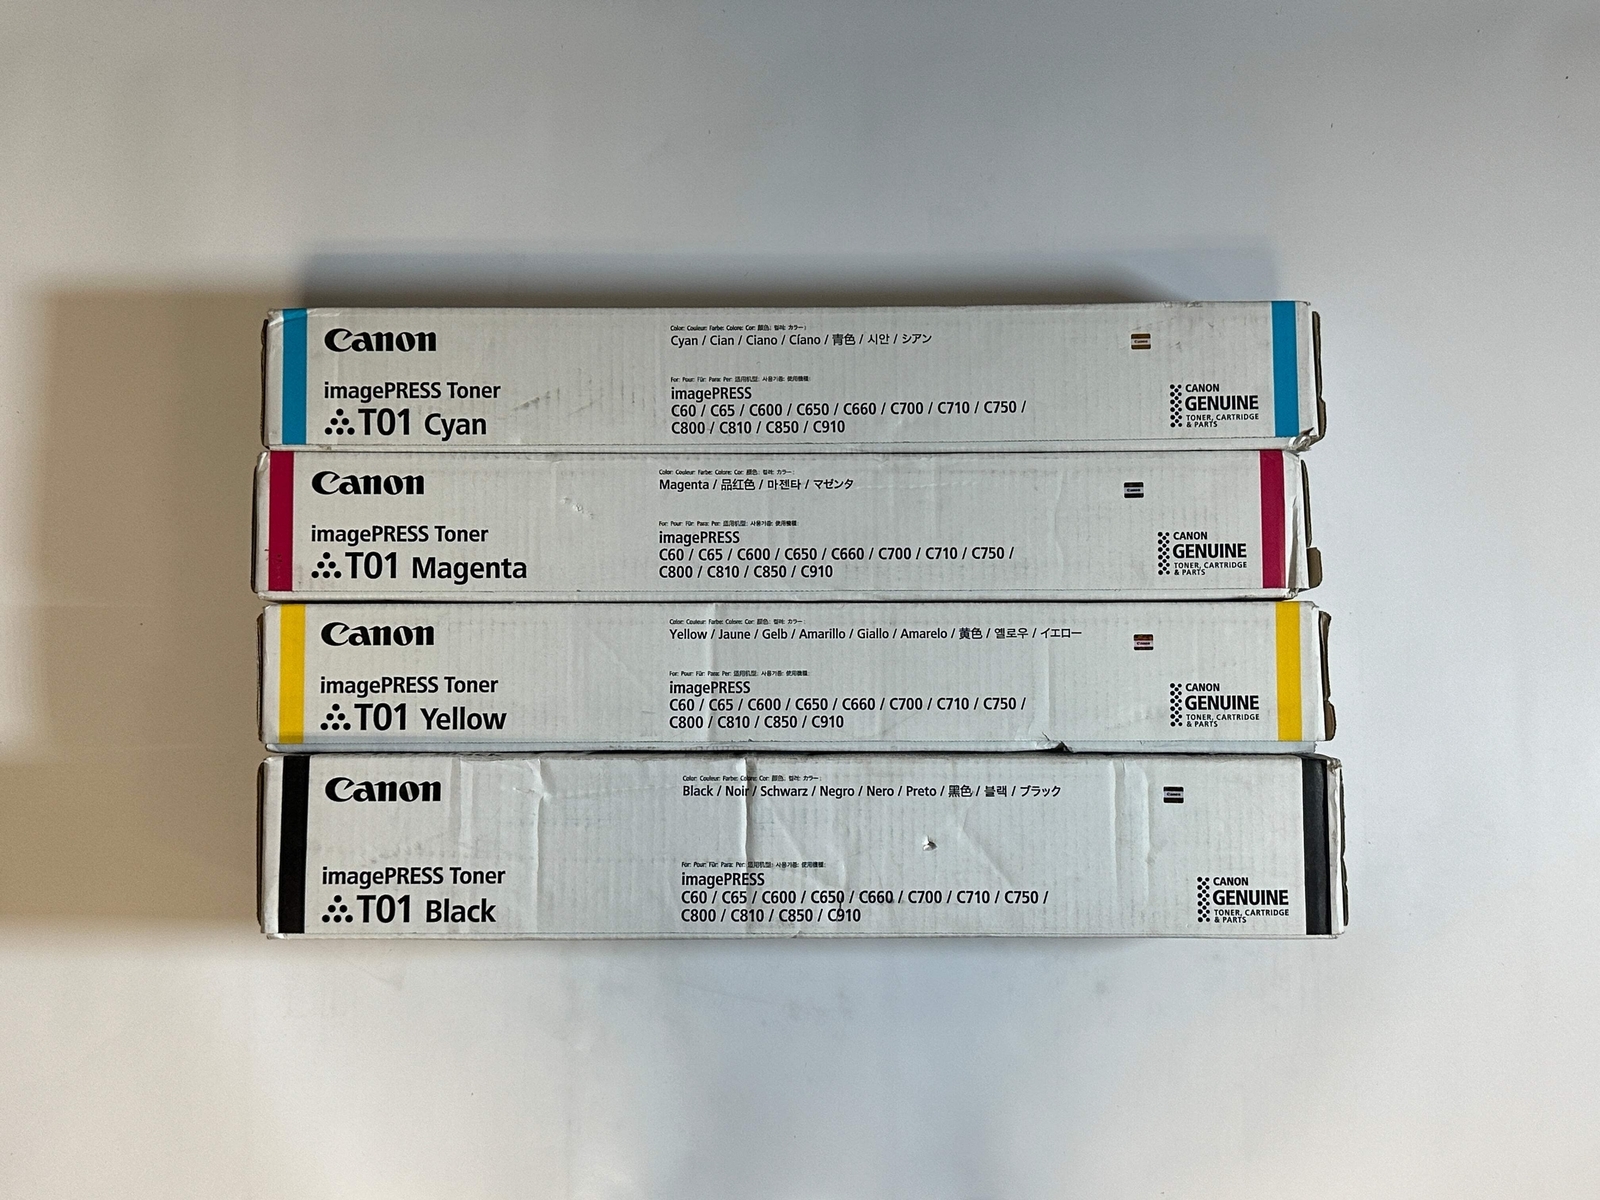 Canon
Color: Couleur: Farbe: Colore: Cor: 颜色: 컬러: カラー:
Cyan / Cian / Ciano / Cíano / 青色 / 시안 / シアン
Canon
imagePRESS Toner
T01 Cyan
For: Pour: Für: Para: Per: 适用机型: 사용기종: 使用機種:
imagePRESS
C60 / C65 / C600 / C650 / C660 / C700 / C710 / C750 /
C800 / C810 / C850 / C910
CANON
GENUINE
TONER, CARTRIDGE
& PARTS
Canon
Color: Couleur: Farbe: Colore: Cor: 颜色: 컬러: カラー:
Magenta / 品红色 / 마젠타 / マゼンタ
Canon
imagePRESS Toner
T01 Magenta
For: Pour: Für: Para: Per: 适用机型: 사용기종: 使用機種:
imagePRESS
C60 / C65 / C600 / C650 / C660 / C700 / C710 / C750 /
C800 / C810 / C850 / C910
CANON
GENUINE
TONER, CARTRIDGE
& PARTS
Canon
Color: Couleur: Farbe: Colore: Cor: 颜色: 컬러: カラー:
Yellow / Jaune / Gelb / Amarillo / Giallo / Amarelo / 黄色 / 옐로우 / イエロー
Canon
imagePRESS Toner
T01 Yellow
For: Pour: Für: Para: Per: 适用机型: 사용기종: 使用機種:
imagePRESS
C60 / C65 / C600 / C650 / C660 / C700 / C710 / C750 /
C800 / C810 / C850 / C910
CANON
GENUINE
TONER, CARTRIDGE
& PARTS
Canon
Color: Couleur: Farbe: Colore: Cor: 颜色: 컬러: カラー:
Black / Noir / Schwarz / Negro / Nero / Preto / 黑色 / 블랙 / ブラック
Canon
imagePRESS Toner
T01 Black
For: Pour: Für: Para: Per: 适用机型: 사용기종: 使用機種:
imagePRESS
C60 / C65 / C600 / C650 / C660 / C700 / C710 / C750 /
C800 / C810 / C850 / C910
CANON
GENUINE
TONER, CARTRIDGE
& PARTS